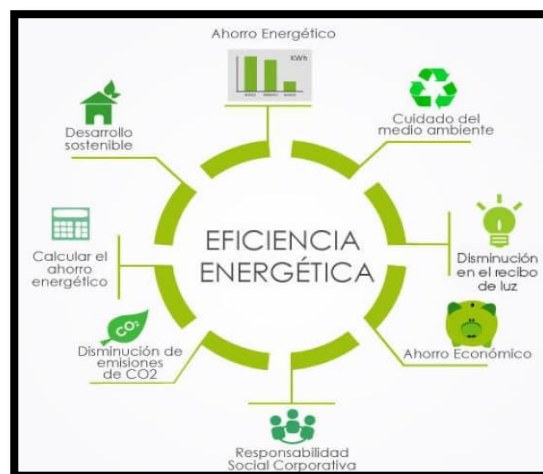 Ahorro Energético
KWh
Cuidado del
medio ambiente
Desarrollo
sostenible
EFICIENCIA
ENERGÉTICA
Disminución
en el recibo
de luz
Calcular el
ahorro
energético
CO₂
Disminución de
emisiones
de CO2
Ahorro Económico
Responsabilidad
Social Corporativa